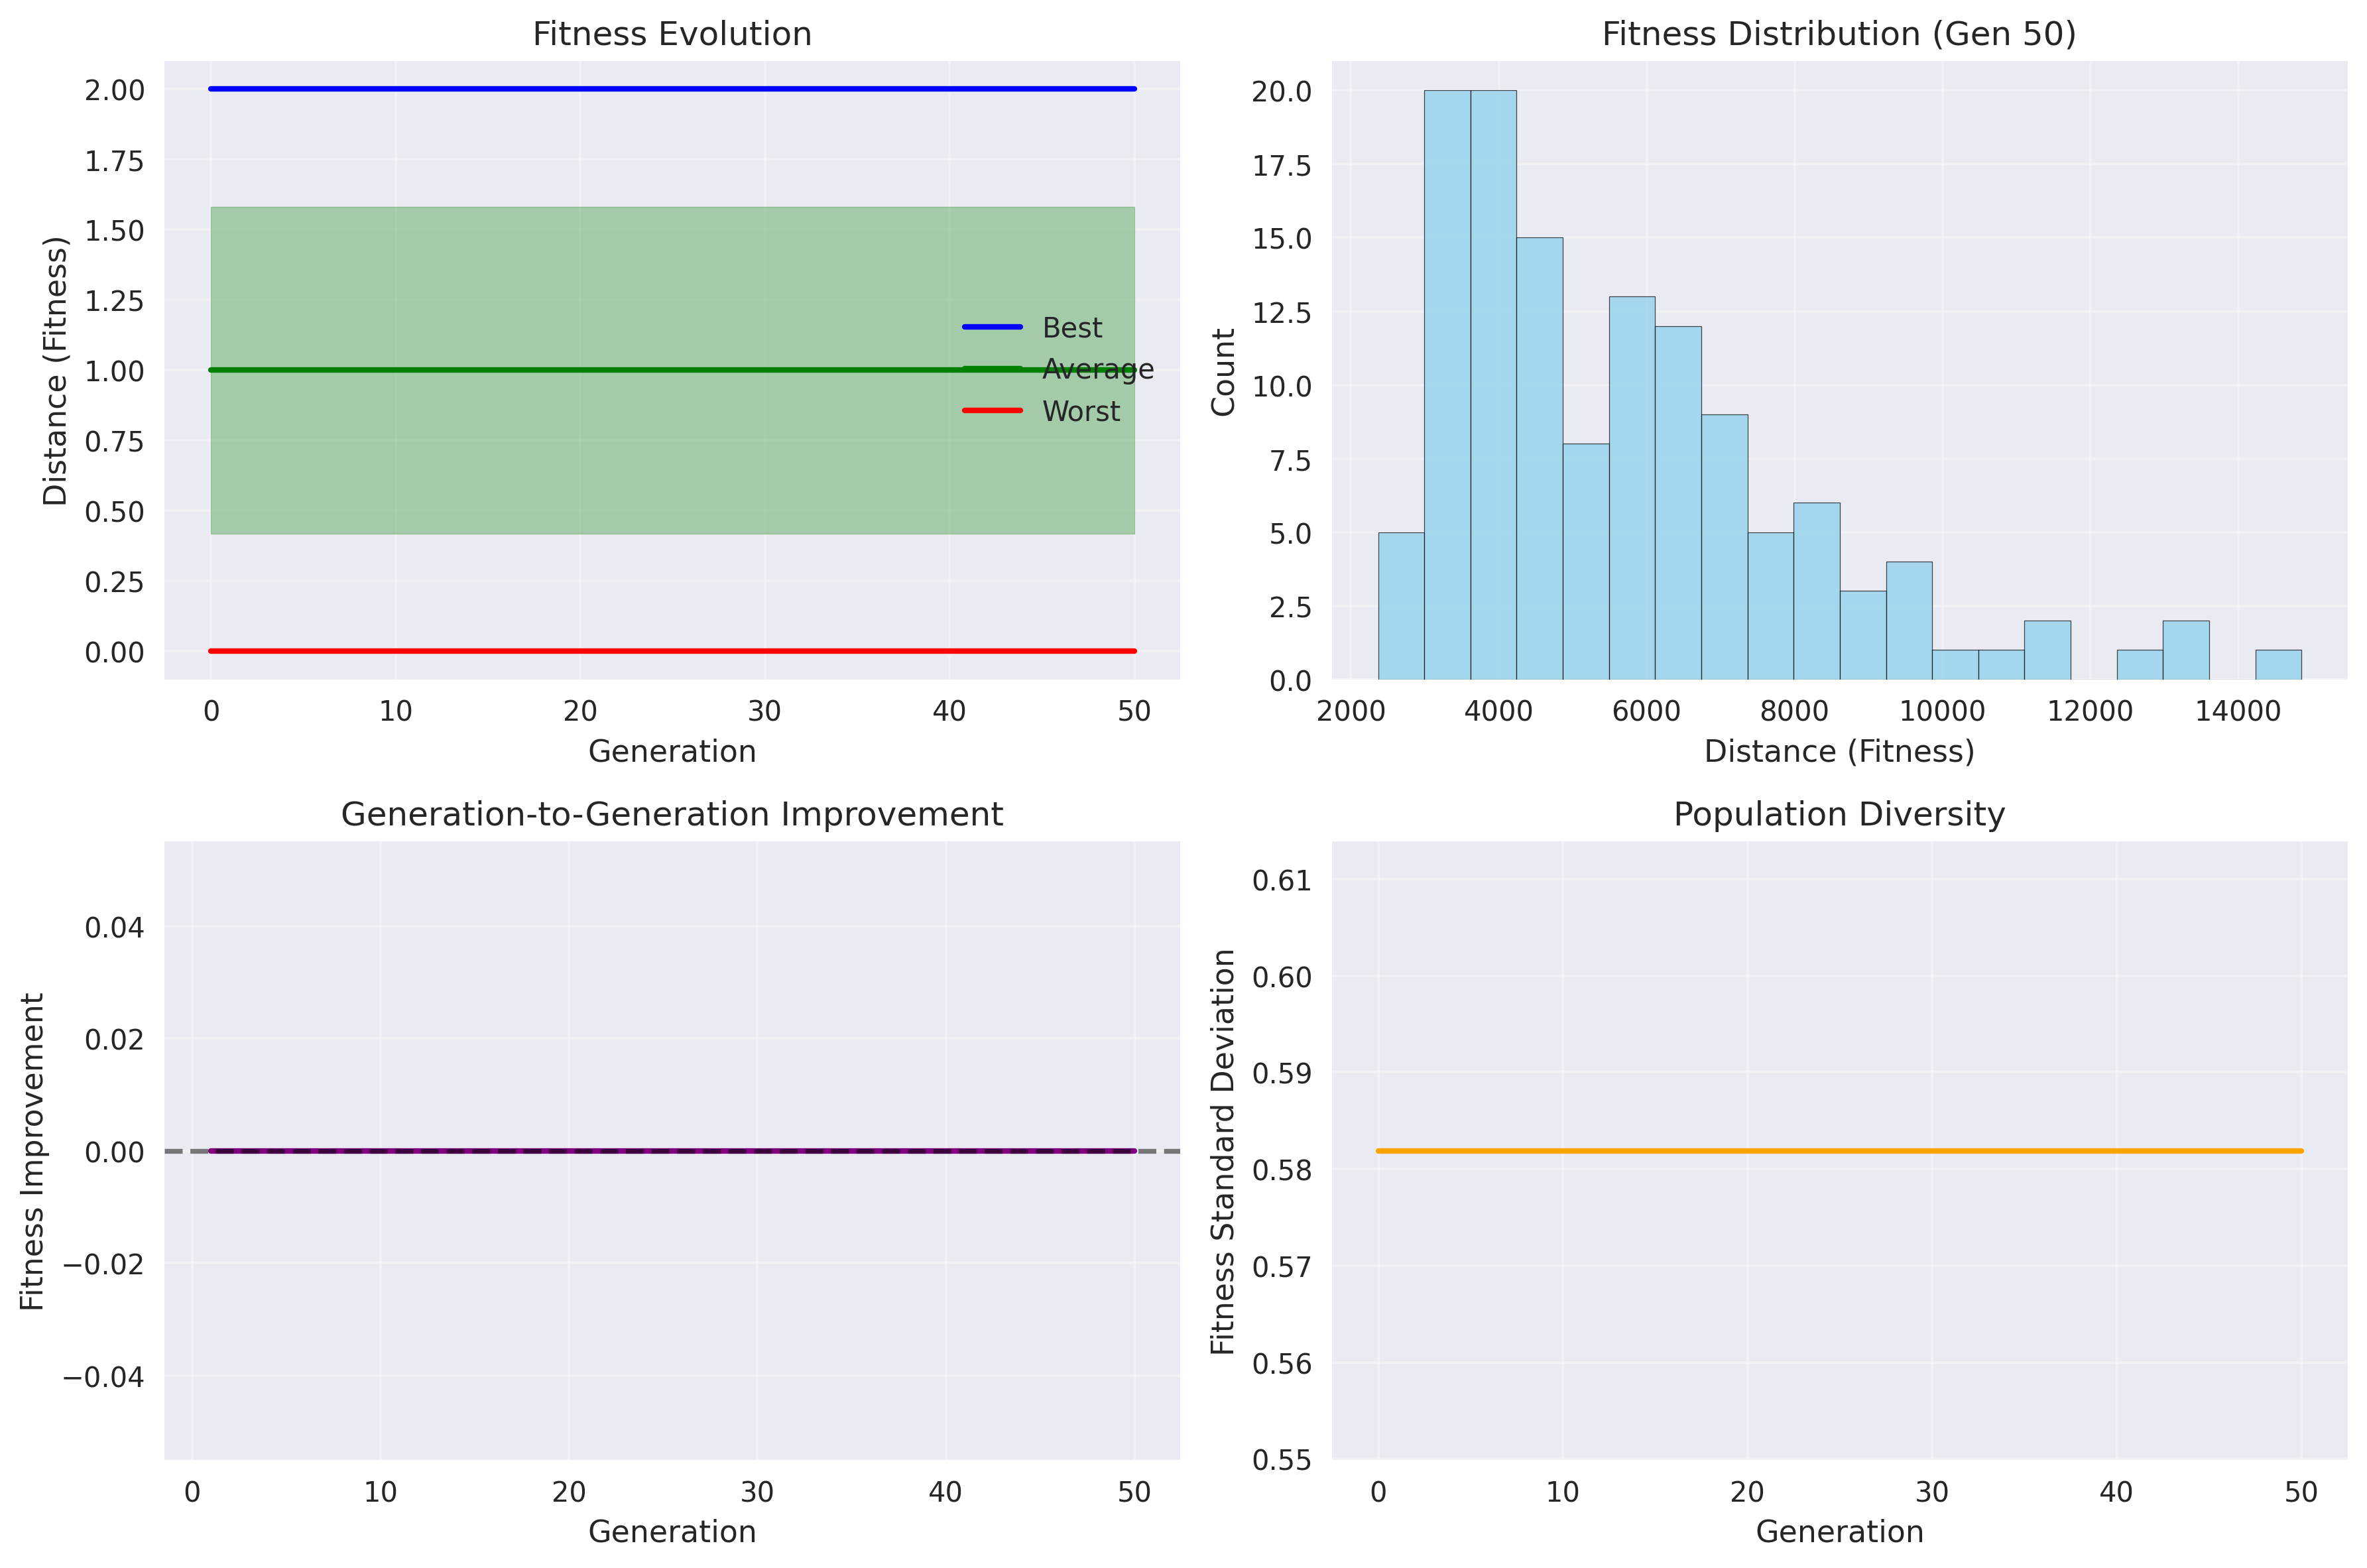 Fitness Evolution
2.00
1.75
1.50
1.25
1.00
0.75
0.50
0.25
0.00
Distance (Fitness)
Best
Average
Worst
0 10 20 30 40 50
Generation
Fitness Distribution (Gen 50)
20.0
17.5
15.0
12.5
10.0
7.5
5.0
2.5
0.0
Count
2000 4000 6000 8000 10000 12000 14000
Distance (Fitness)
Generation-to-Generation Improvement
0.04
0.02
0.00
−0.02
−0.04
Fitness Improvement
0 10 20 30 40 50
Generation
Population Diversity
0.61
0.60
0.59
0.58
0.57
0.56
0.55
Fitness Standard Deviation
0 10 20 30 40 50
Generation